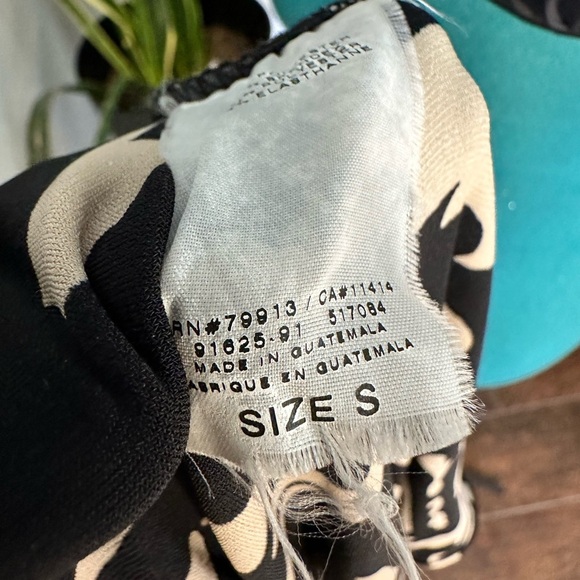 RN#79913 / CA#11414
91625-91 517084
MADE IN GUATEMALA
FABRIQUE EN GUATEMALA
SIZE S
ELASTHANNE